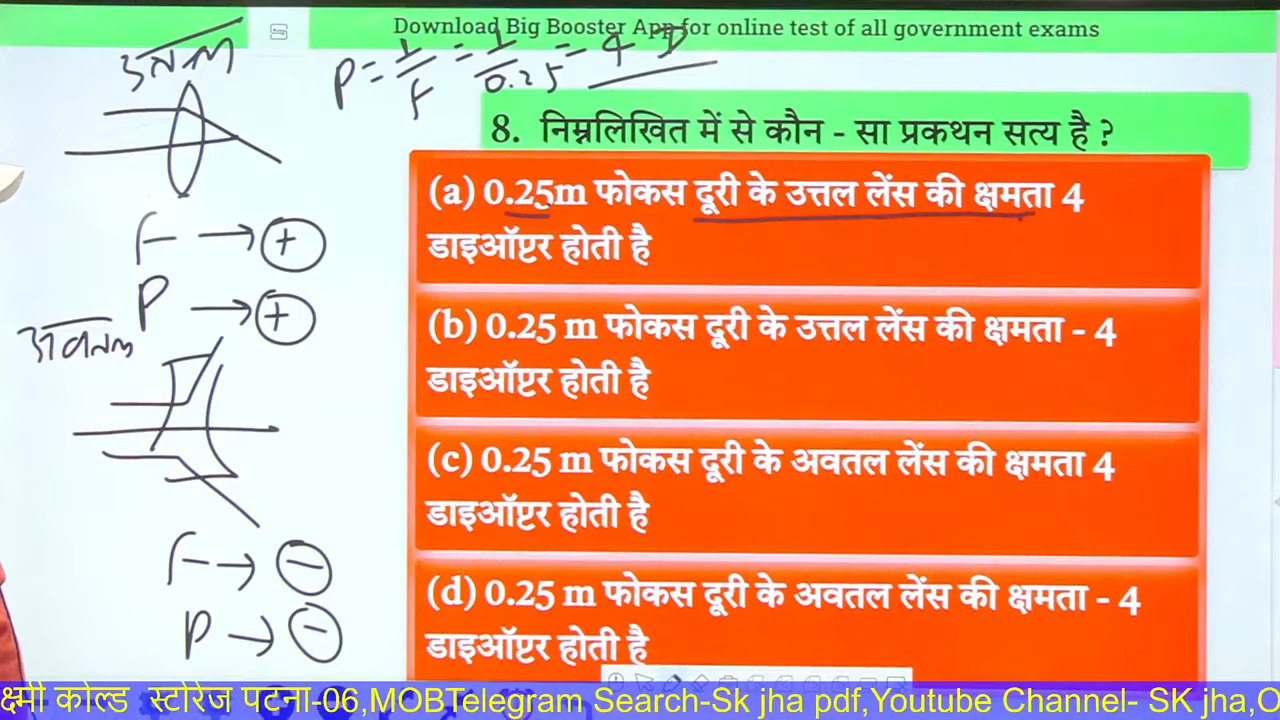 Download Big Booster App for online test of all government exams
उत्तल
P = 1/F = 1/0.25 = 4 D
8. निम्नलिखित में से कौन - सा प्रकथन सत्य है ?
(a) 0.25m फोकस दूरी के उत्तल लेंस की क्षमता 4
डाइऑप्टर होती है
F → +
P → +
(b) 0.25 m फोकस दूरी के उत्तल लेंस की क्षमता - 4
डाइऑप्टर होती है
अवतल
(c) 0.25 m फोकस दूरी के अवतल लेंस की क्षमता 4
डाइऑप्टर होती है
F → −
P → −
(d) 0.25 m फोकस दूरी के अवतल लेंस की क्षमता - 4
डाइऑप्टर होती है
क्ष्मी कोल्ड स्टोरेज पटना-06,MOBTelegram Search-Sk jha pdf,Youtube Channel- SK jha,O